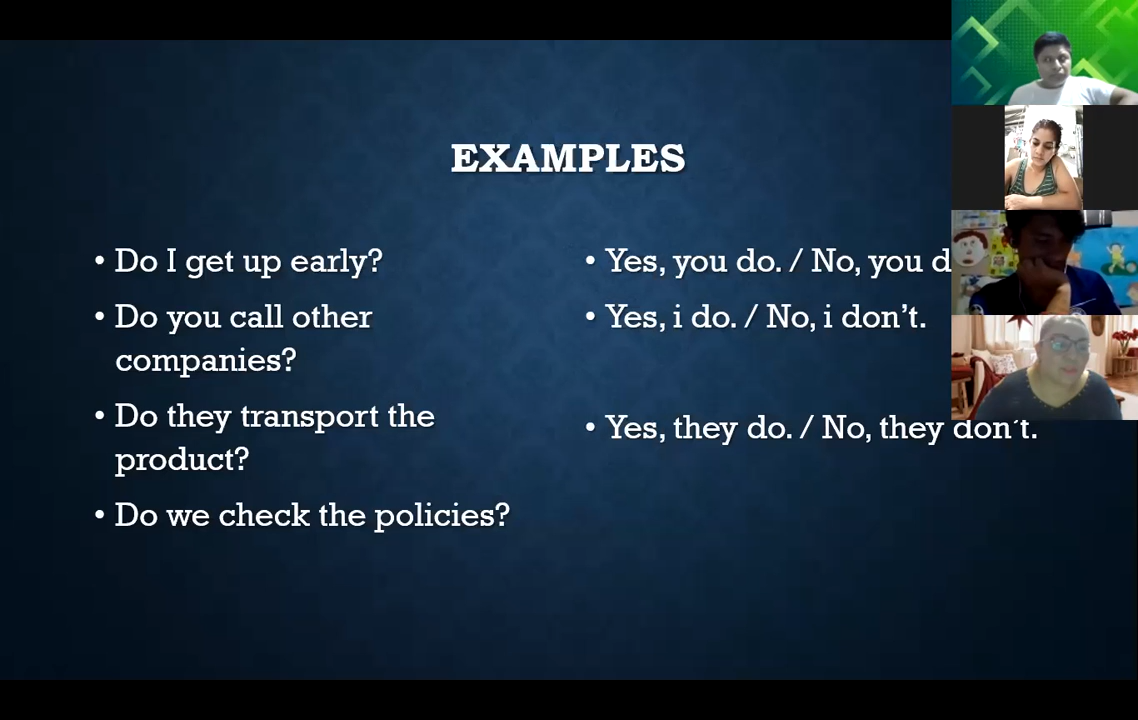 EXAMPLES
• Do I get up early?
• Do you call other
companies?
• Do they transport the
product?
• Do we check the policies?
• Yes, you do. / No, you
• Yes, i do. / No, i don’t.
• Yes, they do. / No, they don´t.